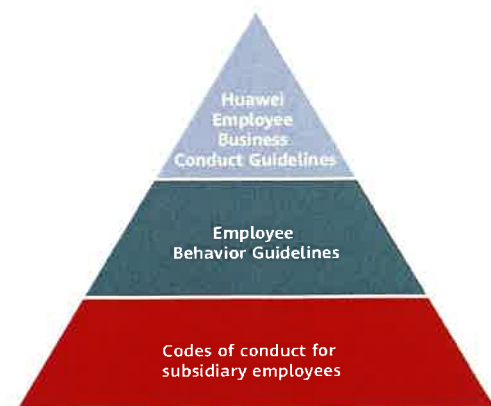 Huawei
Employee
Business
Conduct Guidelines
Employee
Behavior Guidelines
Codes of conduct for
subsidiary employees